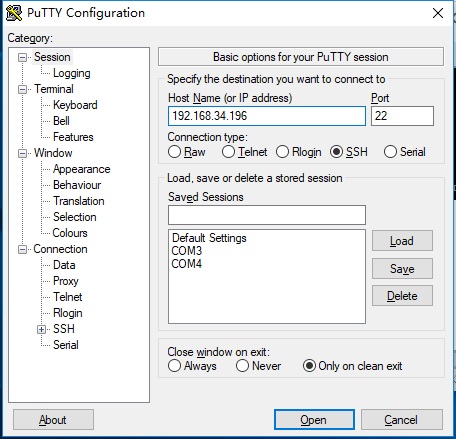 PuTTY Configuration
Category:
Session
Logging
Terminal
Keyboard
Bell
Features
Window
Appearance
Behaviour
Translation
Selection
Colours
Connection
Data
Proxy
Telnet
Rlogin
SSH
Serial
Basic options for your PuTTY session
Specify the destination you want to connect to
Host Name (or IP address) Port
192.168.34.196 22
Connection type:
Raw Telnet Rlogin SSH Serial
Load, save or delete a stored session
Saved Sessions
Default Settings
COM3
COM4
Load
Save
Delete
Close window on exit:
Always Never Only on clean exit
About Open Cancel